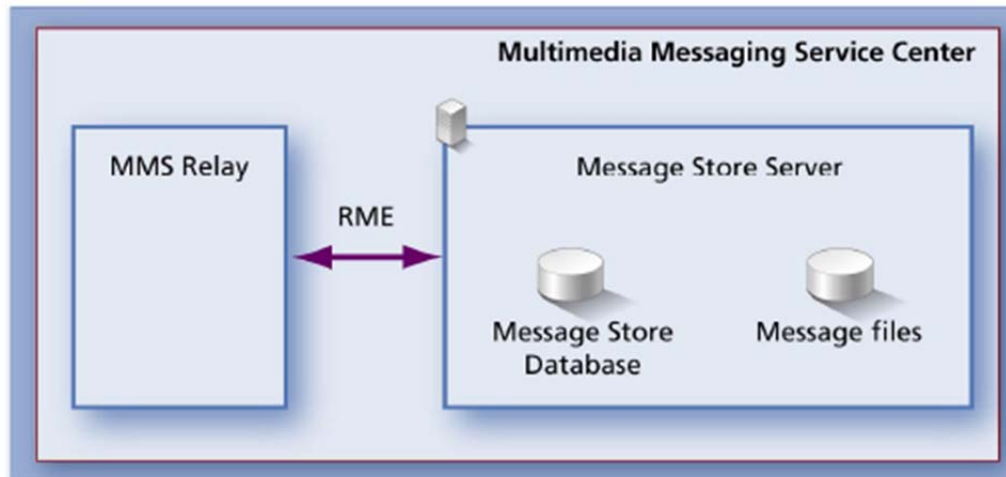 Multimedia Messaging Service Center
MMS Relay
RME
Message Store Server
Message Store
Database
Message files